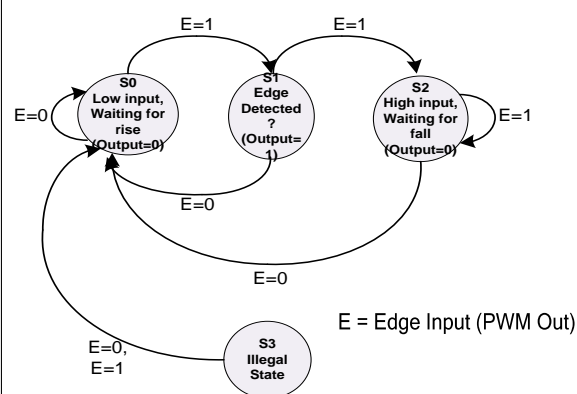 E=1
E=1
S0
Low input,
Waiting for
rise
(Output=0)
S1
Edge
Detected
?
(Output=
1)
S2
High input,
Waiting for
fall
(Output=0)
E=0
E=1
E=0
E=0
E = Edge Input (PWM Out)
E=0,
E=1
S3
Illegal
State